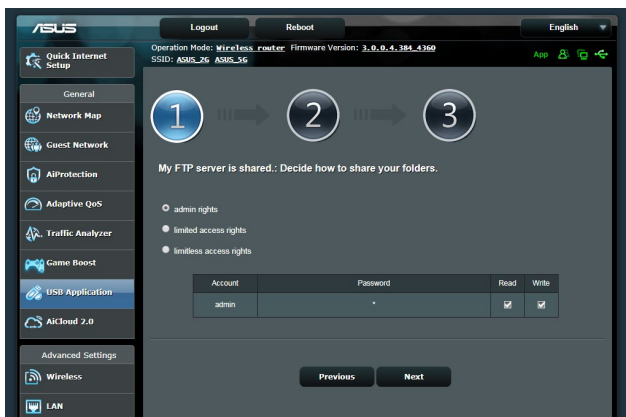 ASUS
Logout
Reboot
English
Quick Internet
Setup
Operation Mode: Wireless router Firmware Version: 3.0.0.4.384_4360
SSID: ASUS_2G ASUS_5G
App
General
Network Map
Guest Network
AiProtection
Adaptive QoS
Traffic Analyzer
Game Boost
USB Application
AiCloud 2.0
Advanced Settings
Wireless
LAN
1 2 3
My FTP server is shared.: Decide how to share your folders.
admin rights
limited access rights
limitless access rights
Account Password Read Write
admin *
Previous Next